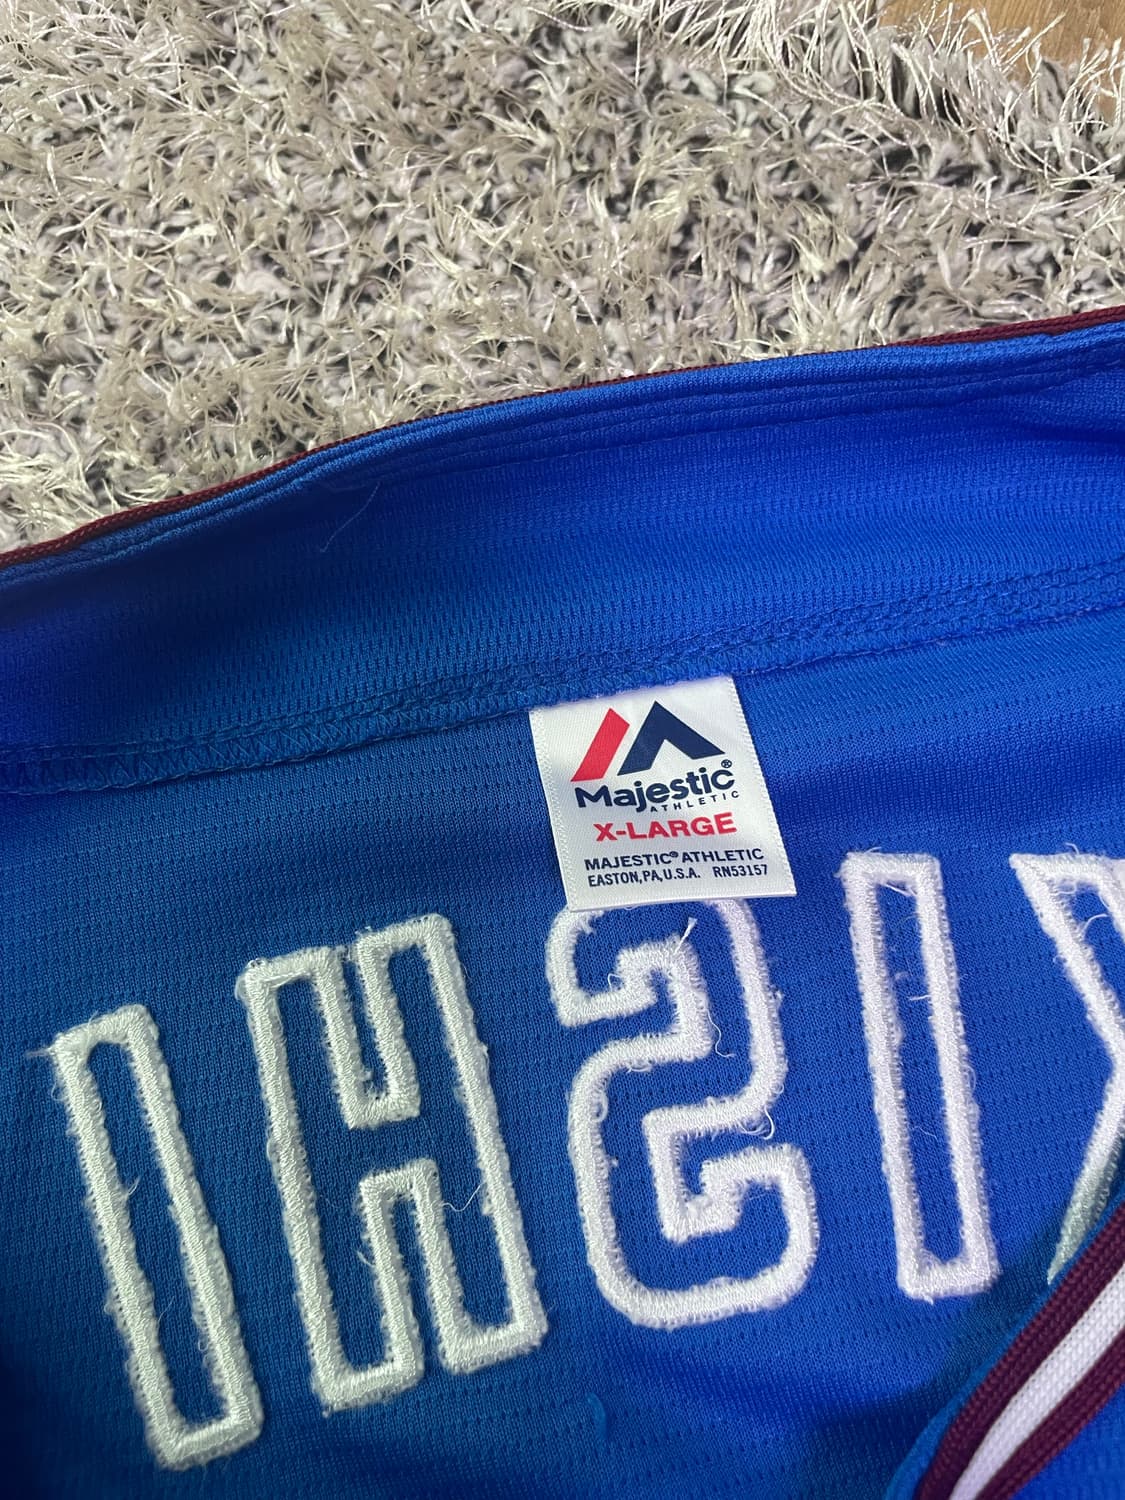 Majestic®
ATHLETIC
X-LARGE
MAJESTIC® ATHLETIC
EASTON, PA, U.S.A. RN53157